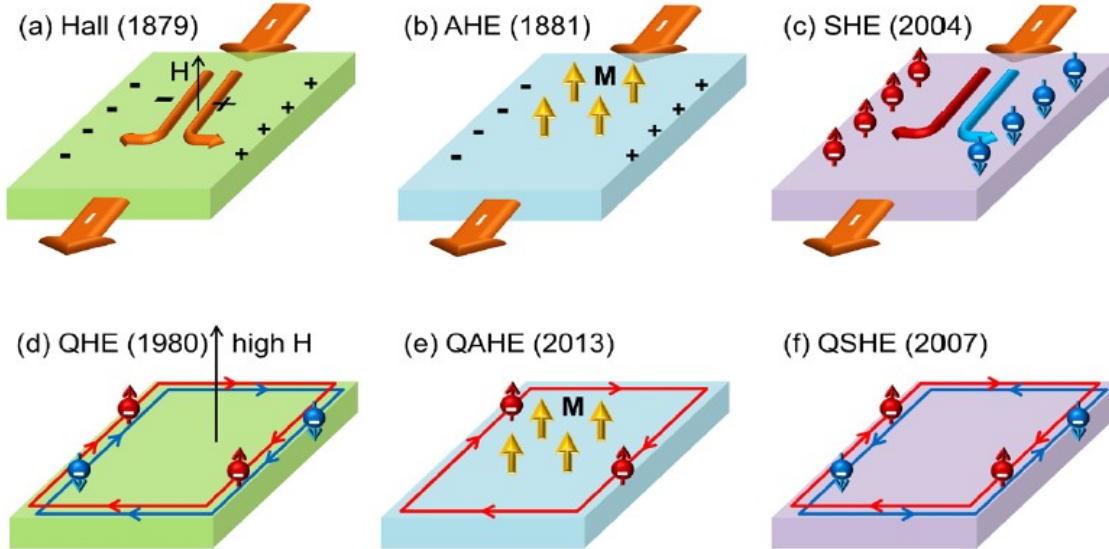 (a) Hall (1879)
(b) AHE (1881)
(c) SHE (2004)
I
I
I
H
M
- - - - -
+ + + + +
- - - -
+ + + +
I
I
I
(d) QHE (1980) high H
(e) QAHE (2013)
(f) QSHE (2007)
M